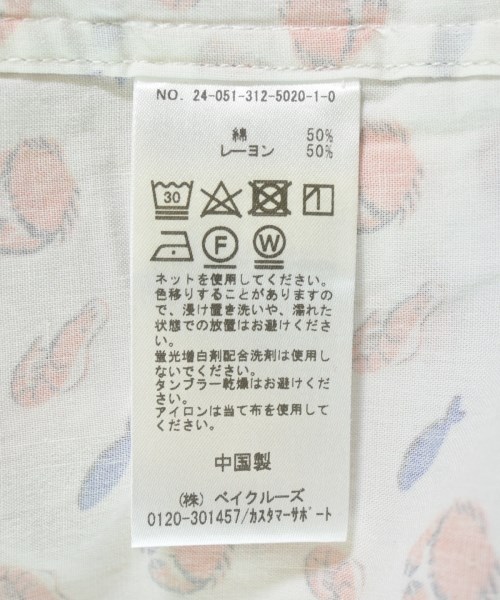 NO. 24-051-312-5020-1-0
綿 50%
レーヨン 50%
30
F W
ネットを使用してください。
色移りすることがありますの
で、浸け置き洗いや、濡れた
状態での放置はお避けくださ
い。
蛍光増白剤配合洗剤は使用し
ないでください。
タンブラー乾燥はお避けくだ
さい。
アイロンは当て布を使用して
ください。
中国製
(株) ベイクルーズ
0120-301457/カスタマーサポート